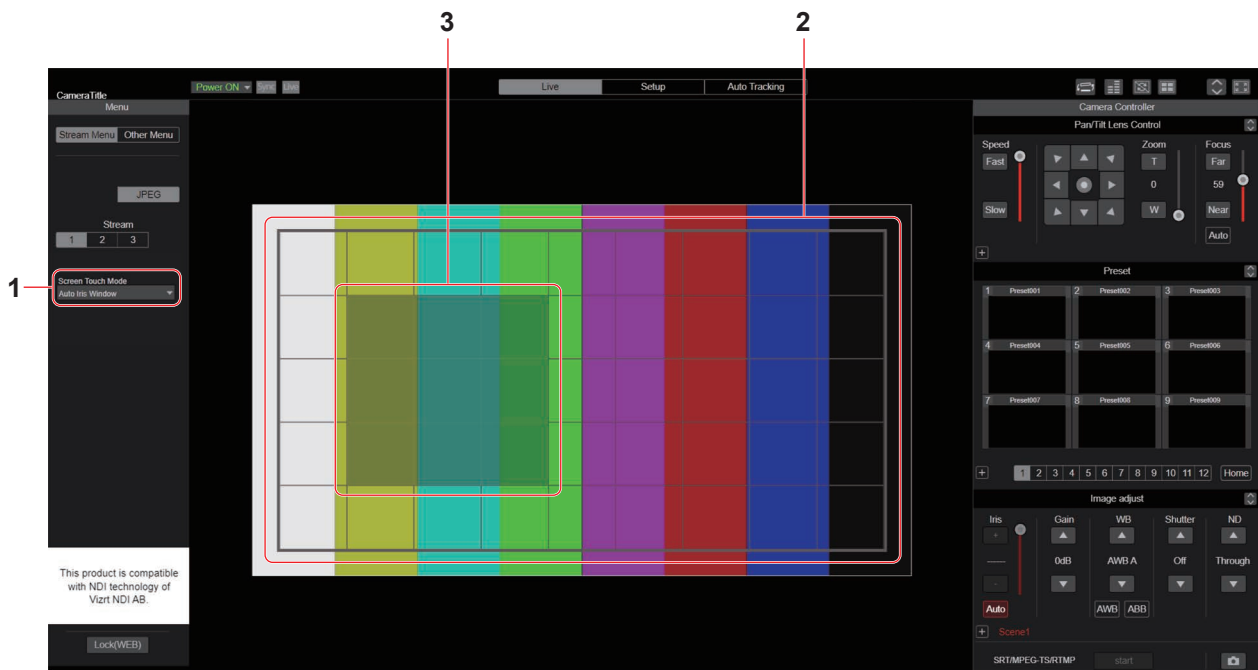 3
2
CameraTitle
Power ON
Sync
Live
Live
Setup
Auto Tracking
Menu
Stream Menu
Other Menu
JPEG
Stream
1 2 3
1
Screen Touch Mode
Auto Iris Window
This product is compatible
with NDI technology of
Vizrt NDI AB.
Lock(WEB)
Camera Controller
Pan/Tilt Lens Control
Speed
Fast
Slow
Zoom
T
0
W
Focus
Far
59
Near
Auto
+
Preset
1 Preset001
2 Preset002
3 Preset003
4 Preset004
5 Preset005
6 Preset006
7 Preset007
8 Preset008
9 Preset009
+
1 2 3 4 5 6 7 8 9 10 11 12
Home
Image adjust
Iris
Gain
WB
Shutter
ND
+
------
-
Auto
0dB
AWB A
Off
Through
AWB
ABB
+
Scene1
SRT/MPEG-TS/RTMP
start